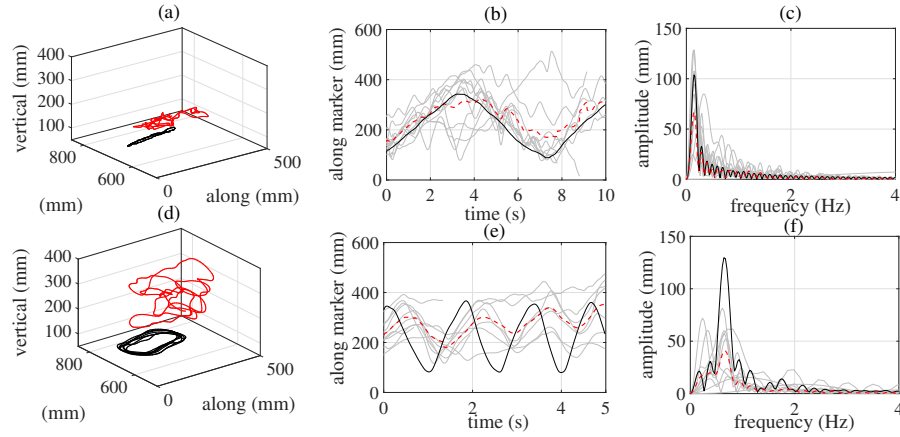 (a)
400
300
200
100
vertical (mm)
800
600
(mm)
0
500
along (mm)
(b)
600
400
200
0
along marker (mm)
0 2 4 6 8 10
time (s)
(c)
150
100
50
0
amplitude (mm)
0 2 4
frequency (Hz)
(d)
400
300
200
100
vertical (mm)
800
600
(mm)
0
500
along (mm)
(e)
600
400
200
0
along marker (mm)
0 1 2 3 4 5
time (s)
(f)
150
100
50
0
amplitude (mm)
0 2 4
frequency (Hz)